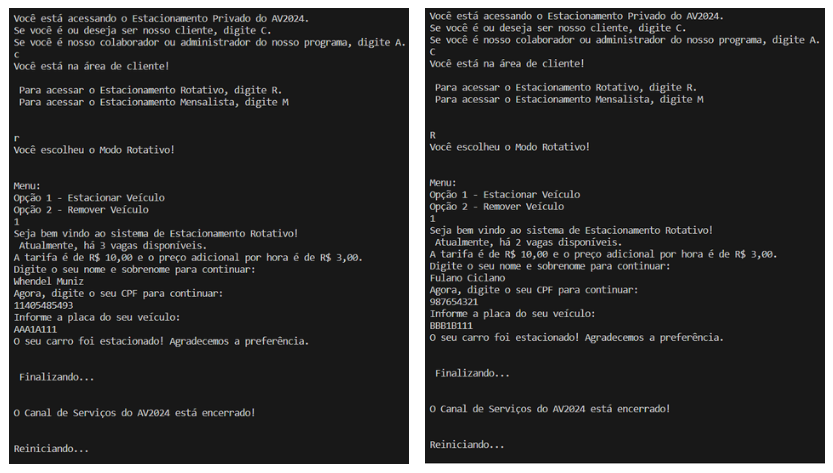 Você está acessando o Estacionamento Privado do AV2024.
Se você é ou deseja ser nosso cliente, digite C.
Se você é nosso colaborador ou administrador do nosso programa, digite A.
C
Você está na área de cliente!
Para acessar o Estacionamento Rotativo, digite R.
Para acessar o Estacionamento Mensalista, digite M
r
Você escolheu o Modo Rotativo!
Menu:
Opção 1 - Estacionar Veículo
Opção 2 - Remover Veículo
1
Seja bem vindo ao sistema de Estacionamento Rotativo!
Atualmente, há 3 vagas disponíveis.
A tarifa é de R$ 10,00 e o preço adicional por hora é de R$ 3,00.
Digite o seu nome e sobrenome para continuar:
Whendel Muniz
Agora, digite o seu CPF para continuar:
11405485493
Informe a placa do seu veículo:
AAA1A111
O seu carro foi estacionado! Agradecemos a preferência.
Finalizando...
O Canal de Serviços do AV2024 está encerrado!
Reiniciando...
Você está acessando o Estacionamento Privado do AV2024.
Se você é ou deseja ser nosso cliente, digite C.
Se você é nosso colaborador ou administrador do nosso programa, digite A.
C
Você está na área de cliente!
Para acessar o Estacionamento Rotativo, digite R.
Para acessar o Estacionamento Mensalista, digite M
R
Você escolheu o Modo Rotativo!
Menu:
Opção 1 - Estacionar Veículo
Opção 2 - Remover Veículo
1
Seja bem vindo ao sistema de Estacionamento Rotativo!
Atualmente, há 2 vagas disponíveis.
A tarifa é de R$ 10,00 e o preço adicional por hora é de R$ 3,00.
Digite o seu nome e sobrenome para continuar:
Fulano Ciclano
Agora, digite o seu CPF para continuar:
987654321
Informe a placa do seu veículo:
BBB1B111
O seu carro foi estacionado! Agradecemos a preferência.
Finalizando...
O Canal de Serviços do AV2024 está encerrado!
Reiniciando...